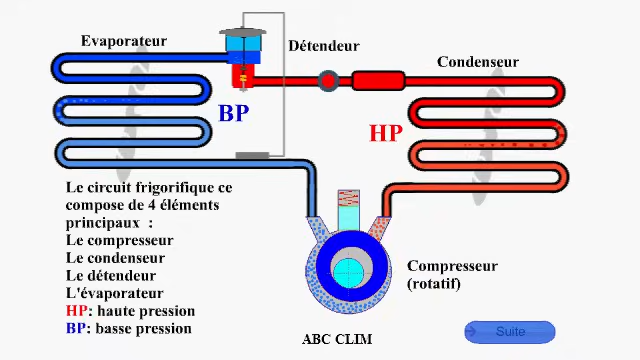 Evaporateur
Détendeur
Condenseur
BP
HP
Le circuit frigorifique ce
compose de 4 éléments
principaux :
Le compresseur
Le condenseur
Le détendeur
L'évaporateur
HP: haute pression
BP: basse pression
Compresseur
(rotatif)
ABC CLIM
Suite